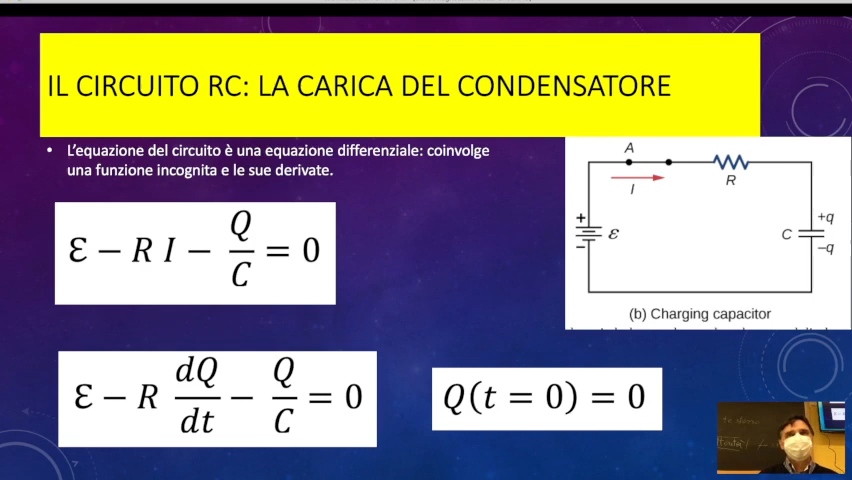 IL CIRCUITO RC: LA CARICA DEL CONDENSATORE
• L'equazione del circuito è una equazione differenziale: coinvolge
una funzione incognita e le sue derivate.
Ɛ − R I − Q/C = 0
Ɛ − R dQ/dt − Q/C = 0
Q(t = 0) = 0
A
I
R
+
ε
−
C
+q
−q
(b) Charging capacitor